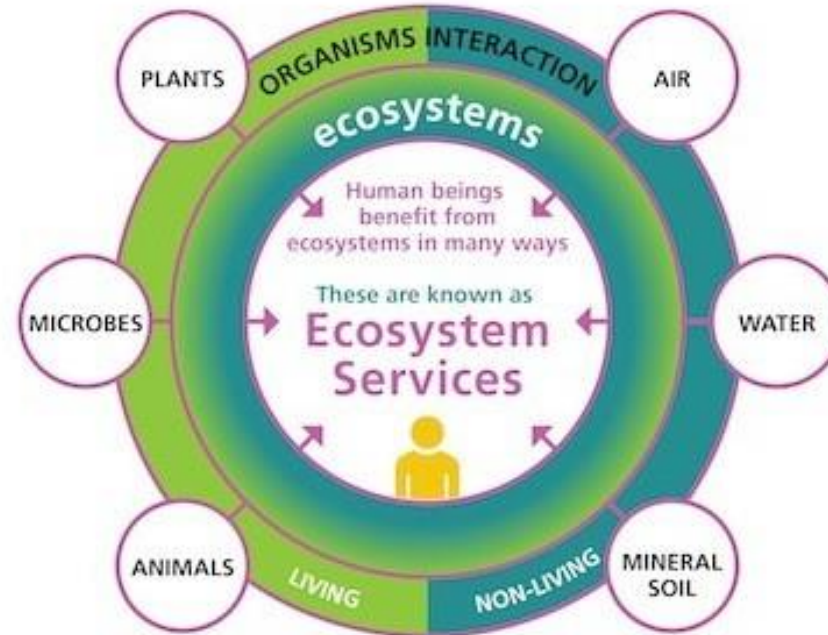 ORGANISMS INTERACTION
PLANTS
AIR
ecosystems
Human beings
benefit from
ecosystems in many ways
These are known as
Ecosystem
Services
MICROBES
WATER
ANIMALS
LIVING
NON-LIVING
MINERAL
SOIL